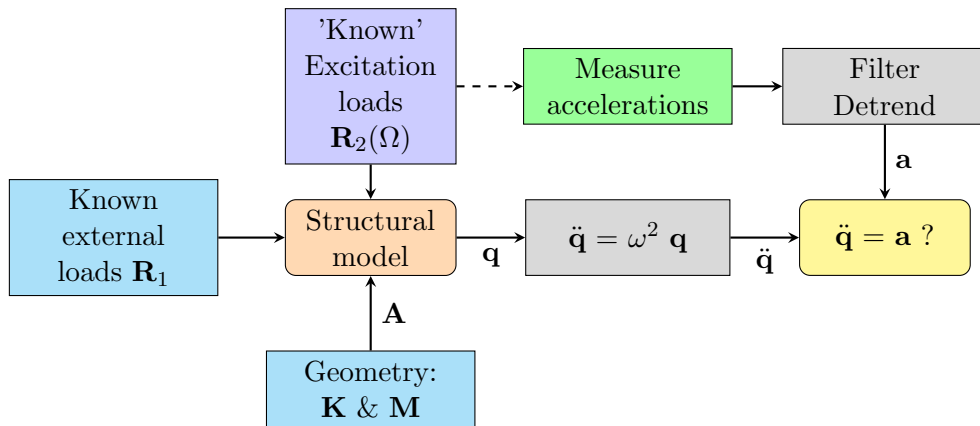 'Known'
Excitation
loads
R₂(Ω)
Measure
accelerations
Filter
Detrend
a
Known
external
loads R₁
Structural
model
q
q̈ = ω² q
q̈
q̈ = a ?
A
Geometry:
K & M